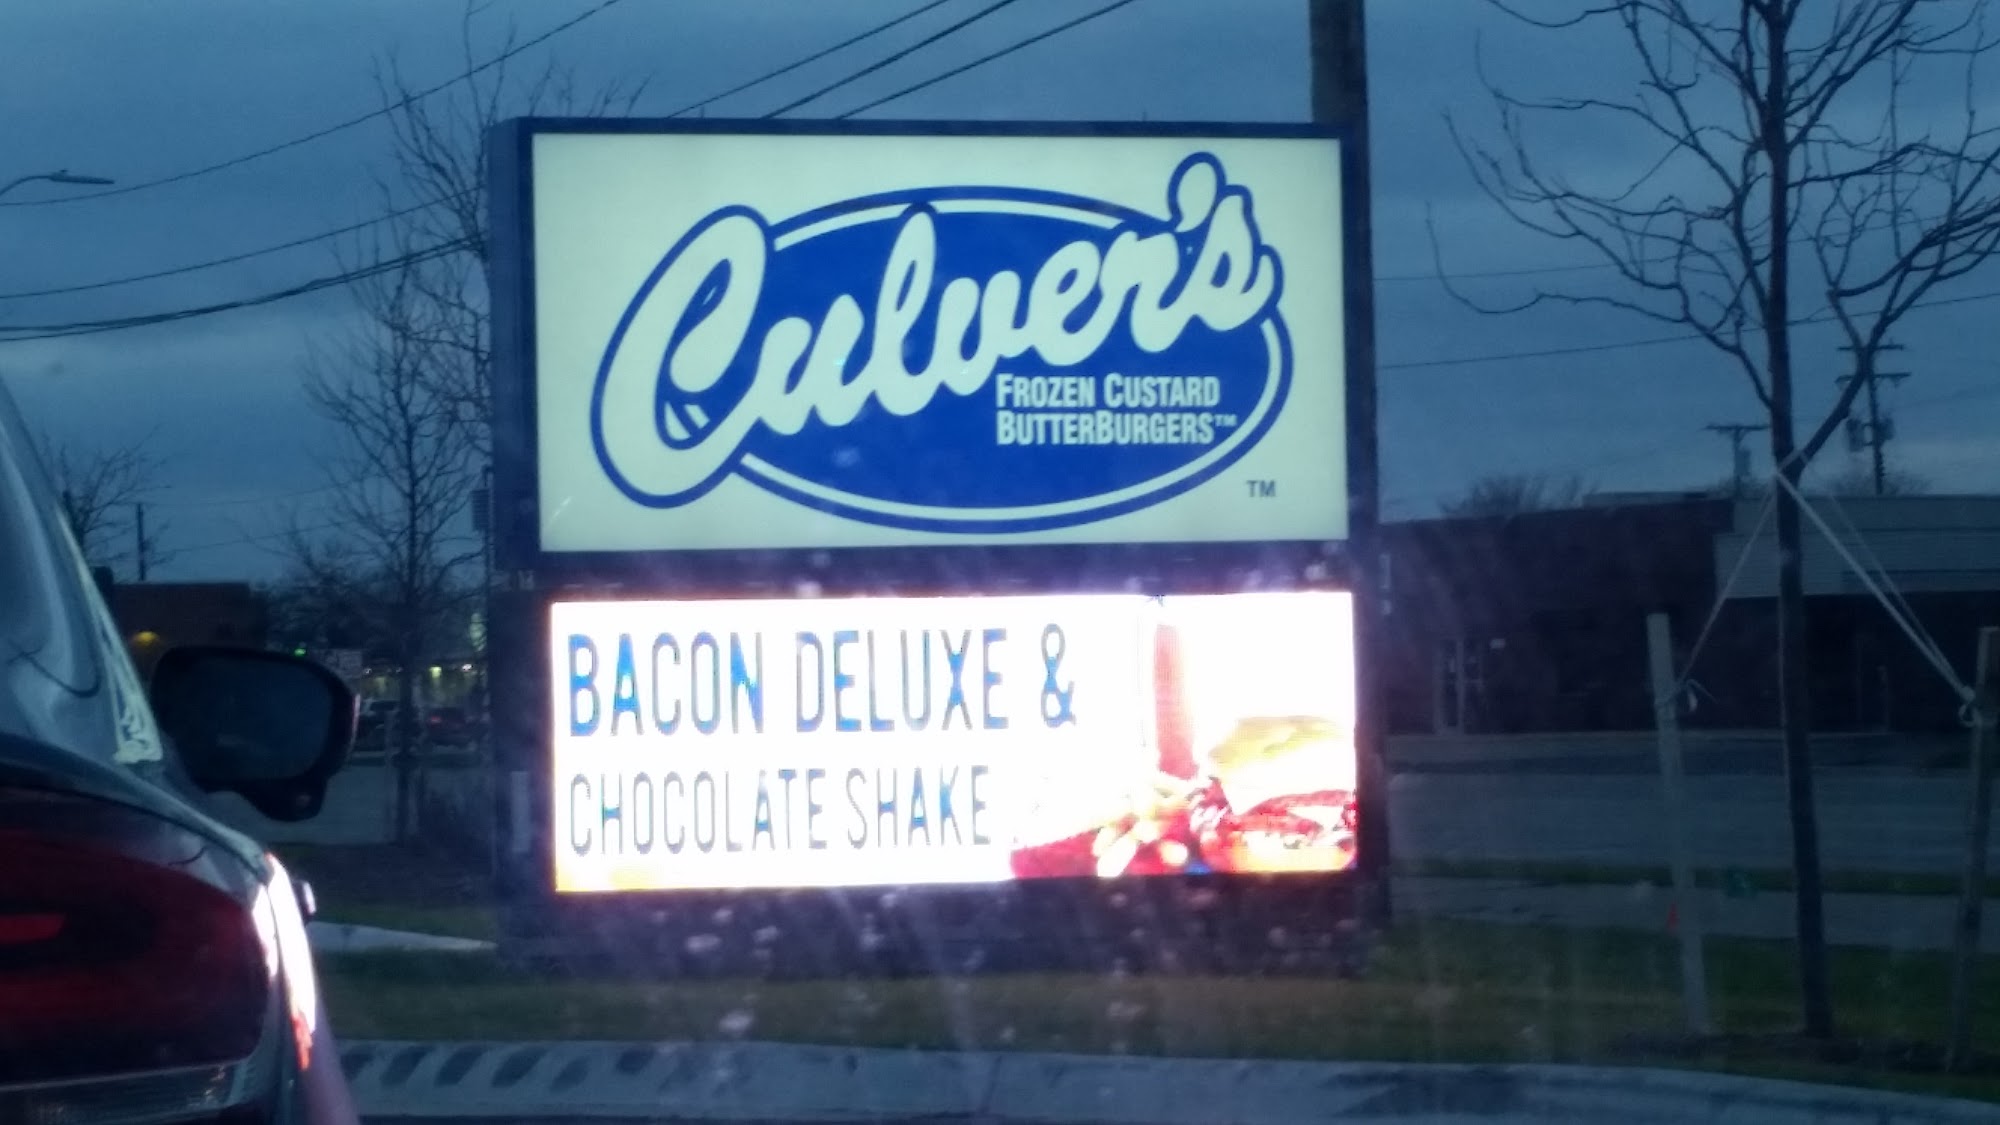 Culver's
FROZEN CUSTARD
BUTTERBURGERS™
TM
BACON DELUXE &
CHOCOLATE SHAKE